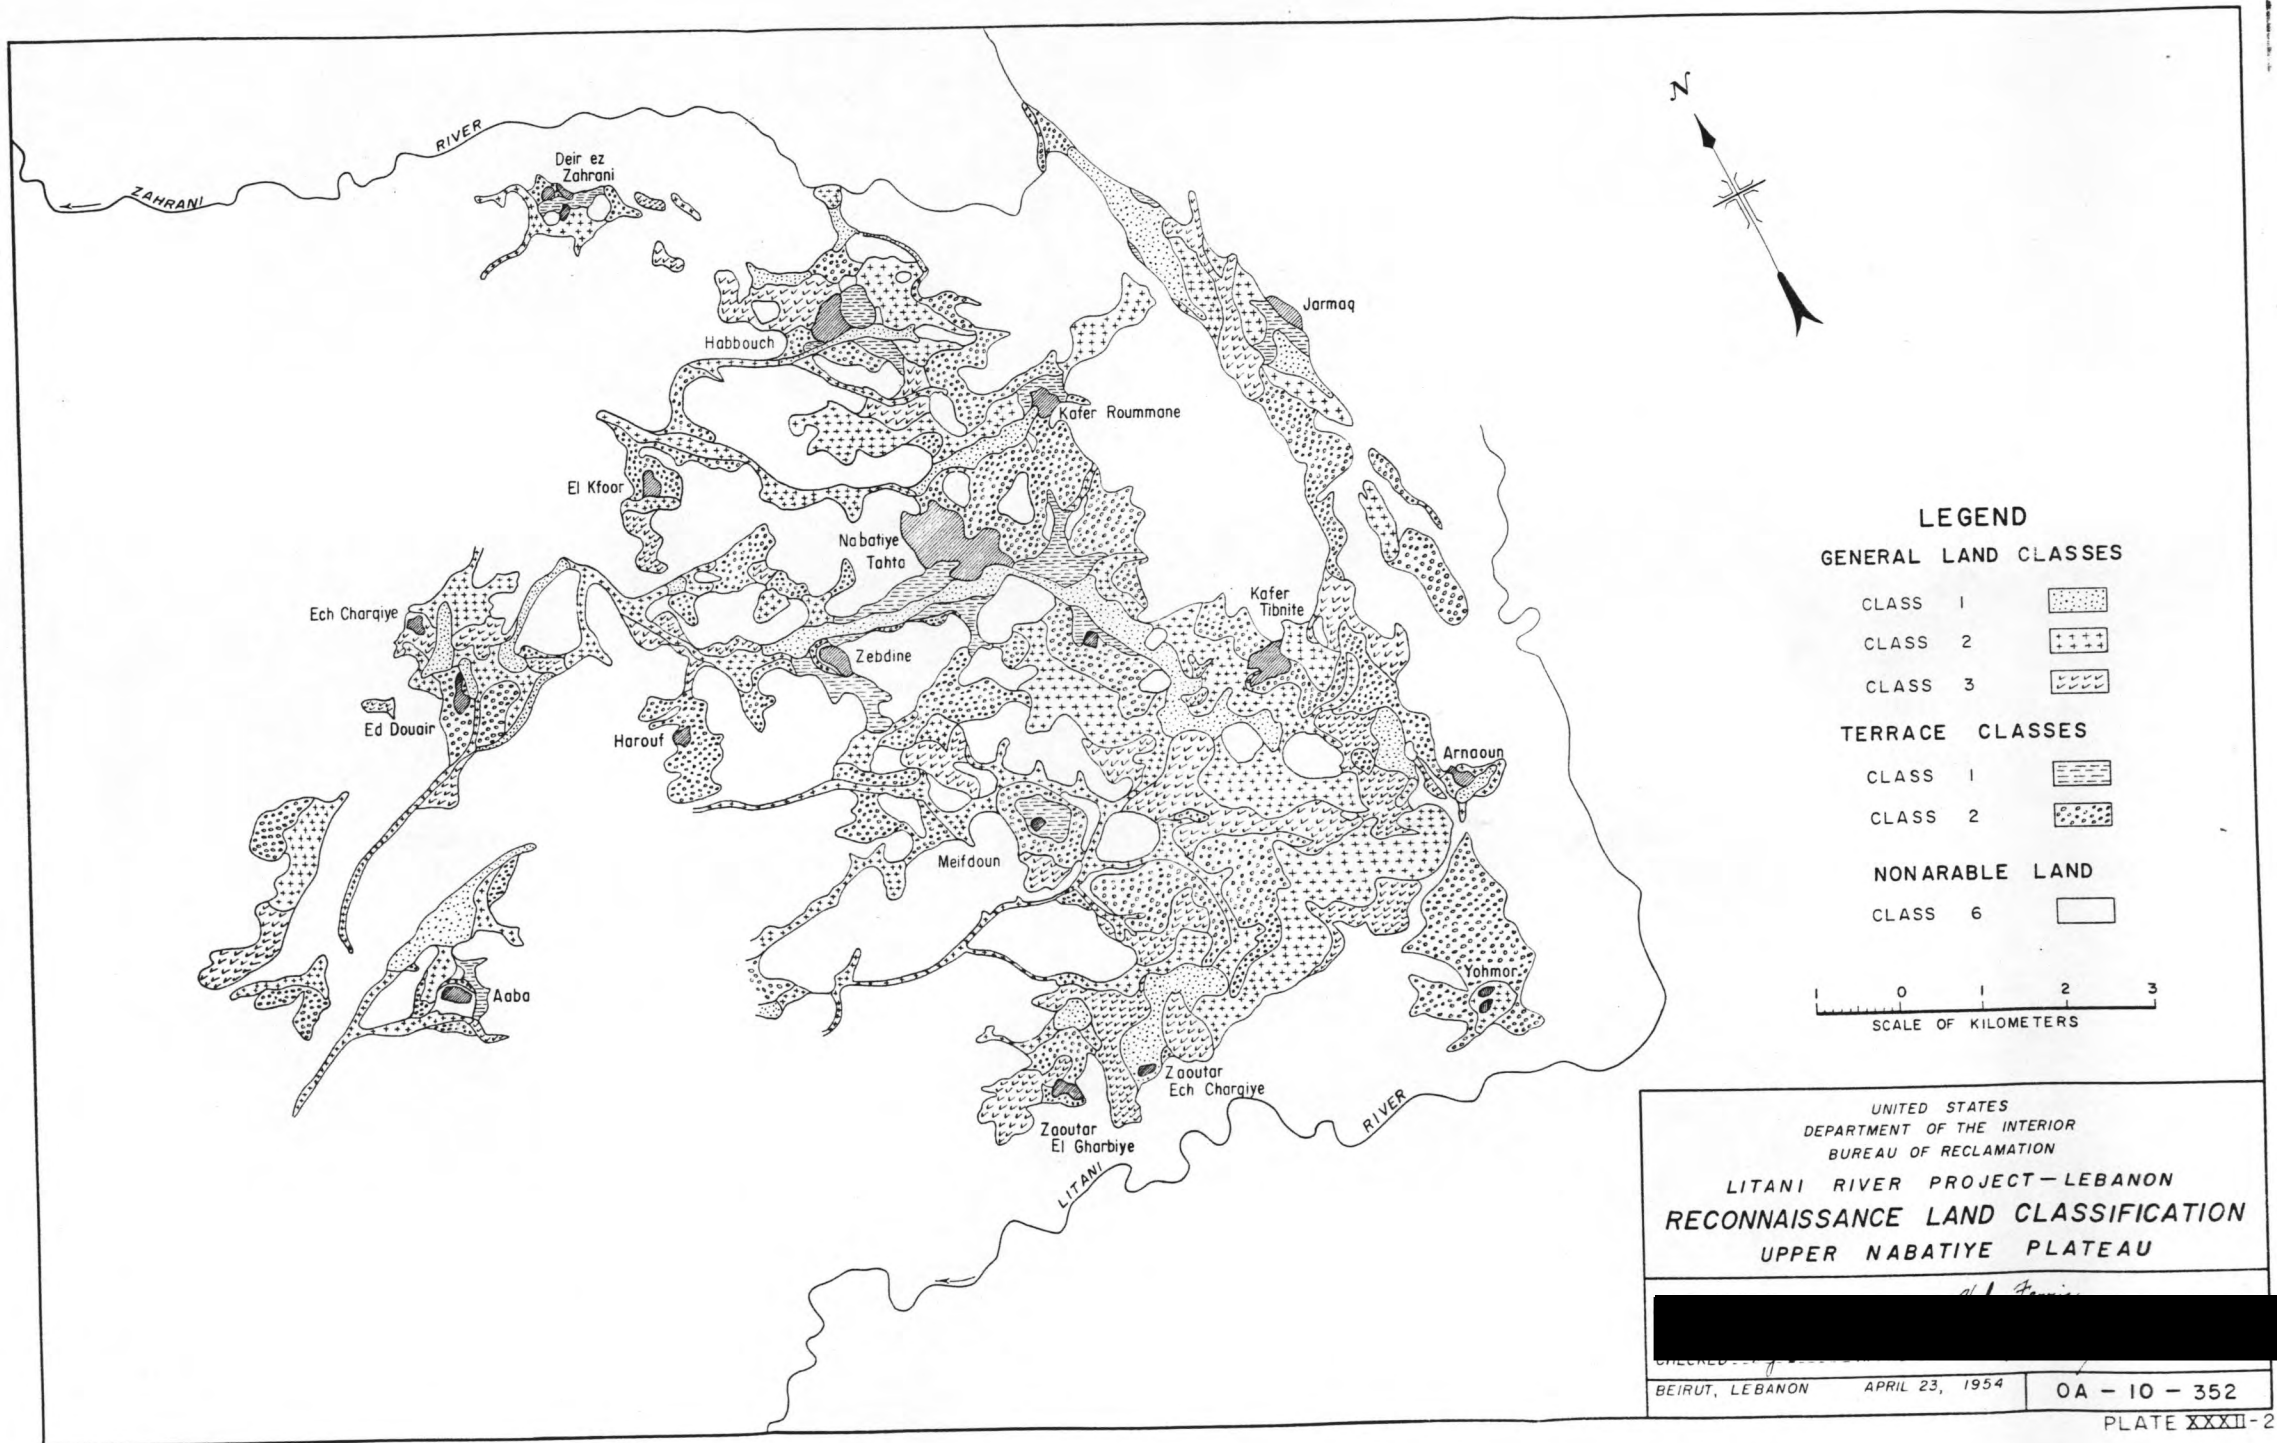 N
RIVER
ZAHRANI
Deir ez
Zahrani
Jarmaq
Habbouch
Kafer Roummane
El Kfoor
Nabatiye
Tahta
Ech Charqiye
Kafer
Tibnite
Zebdine
Ed Douair
Harouf
Arnaoun
Meifdoun
Yohmor
Aaba
Zaoutar
Ech Charqiye
Zaoutar
El Gharbiye
LITANI
RIVER
LEGEND
GENERAL LAND CLASSES
CLASS 1
CLASS 2
CLASS 3
TERRACE CLASSES
CLASS 1
CLASS 2
NONARABLE LAND
CLASS 6
1 0 1 2 3
SCALE OF KILOMETERS
UNITED STATES
DEPARTMENT OF THE INTERIOR
BUREAU OF RECLAMATION
LITANI RIVER PROJECT—LEBANON
RECONNAISSANCE LAND CLASSIFICATION
UPPER NABATIYE PLATEAU
CHECKED
BEIRUT, LEBANON APRIL 23, 1954
OA - 10 - 352
PLATE XXXII-2